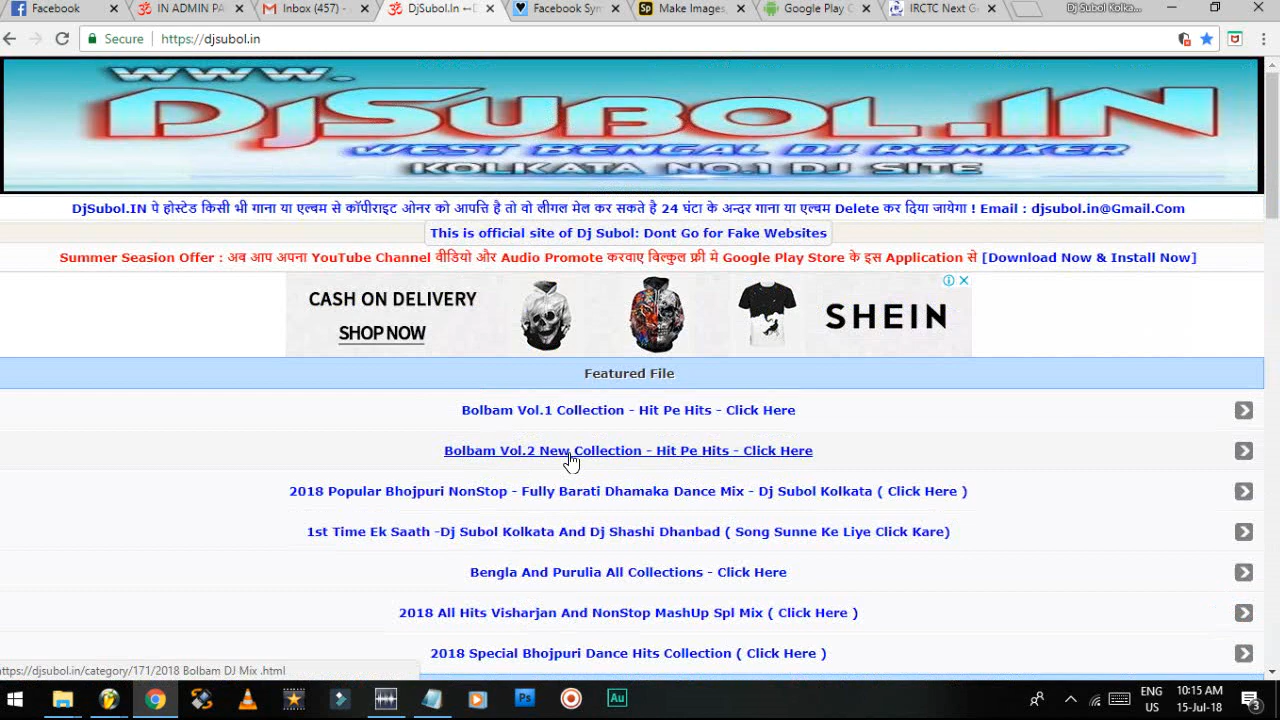 Facebook
IN ADMIN PA
Inbox (457) -
DjSubol.In ↔D
Facebook Sym
Make Images,
Google Play C
IRCTC Next G
Dj Subol Kolka...
Secure
https://djsubol.in
www.
DJSUBOL.IN
WEST BENGAL DJ REMIXER
KOLKATA NO.1 DJ SITE
DjSubol.IN पे होस्टेड किसी भी गाना या एल्बम से कॉपीराइट ओनर को आपत्ति है तो वो लीगल मेल कर सकते है 24 घंटा के अन्दर गाना या एल्बम Delete कर दिया जायेगा ! Email : djsubol.in@Gmail.Com
This is official site of Dj Subol: Dont Go for Fake Websites
Summer Seasion Offer : अब आप अपना YouTube Channel वीडियो और Audio Promote करवाए बिल्कुल फ्री मे Google Play Store के इस Application से [Download Now & Install Now]
CASH ON DELIVERY
SHOP NOW
SHEIN
Featured File
Bolbam Vol.1 Collection - Hit Pe Hits - Click Here
Bolbam Vol.2 New Collection - Hit Pe Hits - Click Here
2018 Popular Bhojpuri NonStop - Fully Barati Dhamaka Dance Mix - Dj Subol Kolkata ( Click Here )
1st Time Ek Saath -Dj Subol Kolkata And Dj Shashi Dhanbad ( Song Sunne Ke Liye Click Kare)
Bengla And Purulia All Collections - Click Here
2018 All Hits Visharjan And NonStop MashUp Spl Mix ( Click Here )
2018 Special Bhojpuri Dance Hits Collection ( Click Here )
https://djsubol.in/category/171/2018 Bolbam DJ Mix .html
Ps
Au
ENG
US
10:15 AM
15-Jul-18
3